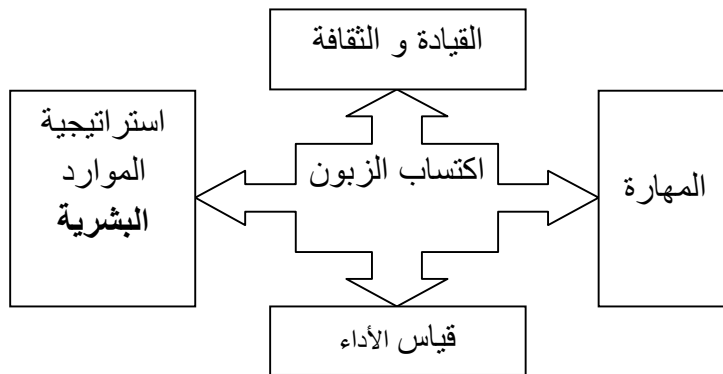 القيادة و الثقافة
استراتيجية
الموارد
البشرية
اكتساب الزبون
المهارة
قياس الأداء